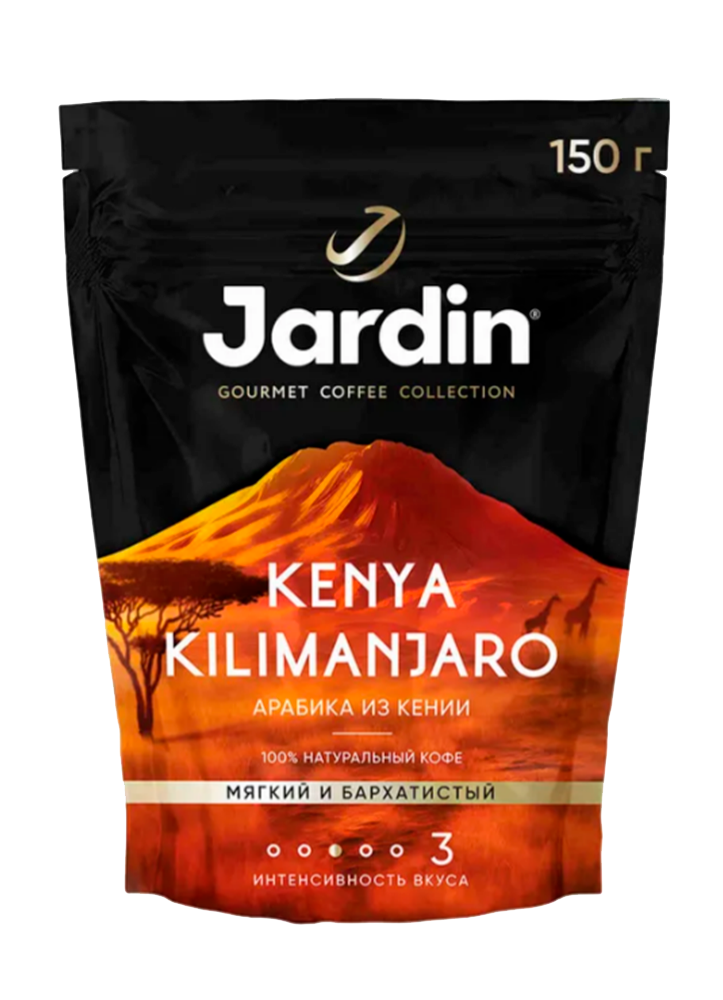 150 г
Jardin®
GOURMET COFFEE COLLECTION
KENYA
KILIMANJARO
АРАБИКА ИЗ КЕНИИ
100% НАТУРАЛЬНЫЙ КОФЕ
МЯГКИЙ И БАРХАТИСТЫЙ
3
ИНТЕНСИВНОСТЬ ВКУСА